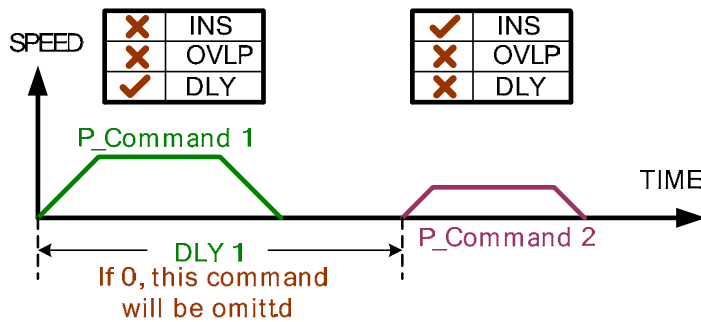 INS
OVLP
DLY
INS
OVLP
DLY
SPEED
P_Command 1
TIME
P_Command 2
DLY 1
If 0, this command
will be omittd